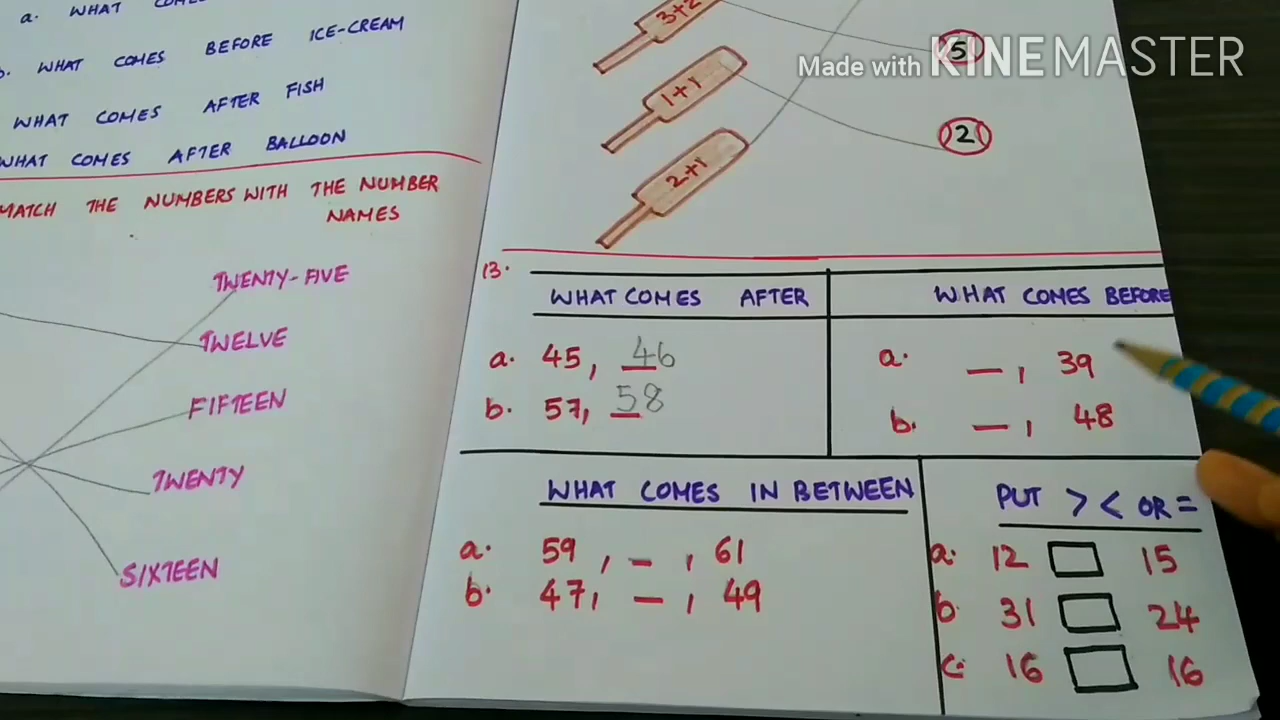 a. WHAT
b. WHAT COMES BEFORE ICE-CREAM
WHAT COMES AFTER FISH
WHAT COMES AFTER BALLOON
MATCH THE NUMBERS WITH THE NUMBER
NAMES
TWENTY-FIVE
TWELVE
FIFTEEN
TWENTY
SIXTEEN
3+2
5
Made with KINEMASTER
1+1
2
2+1
13.
WHAT COMES AFTER
a. 45, 46
b. 57, 58
WHAT COMES BEFORE
a. _, 39
b. _, 48
WHAT COMES IN BETWEEN
a. 59, _, 61
b. 47, _, 49
PUT > < OR =
a. 12 □ 15
b. 31 □ 24
c. 16 □ 16